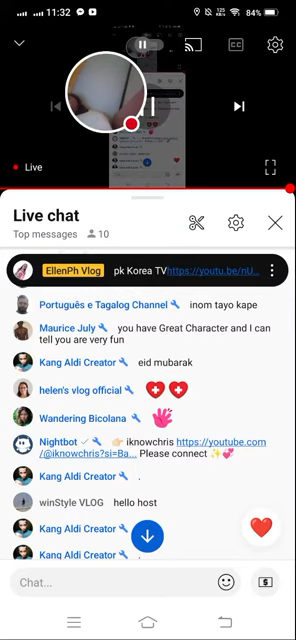 11:32
125
84%
CC
Live
Live chat
Top messages 10
EllenPh Vlog pk Korea TVhttps://youtu.be/nU...
Português e Tagalog Channel inom tayo kape
Maurice July you have Great Character and I can
tell you are very fun
Kang Aldi Creator eid mubarak
helen's vlog official
Wandering Bicolana
Nightbot 👉🏻 iknowchris https://youtube.com
/@iknowchris?si=Ba... Please connect ✨💞
Kang Aldi Creator .
winStyle VLOG hello host
Kang Aldi Creator .
Kang Aldi Creator .
Chat...